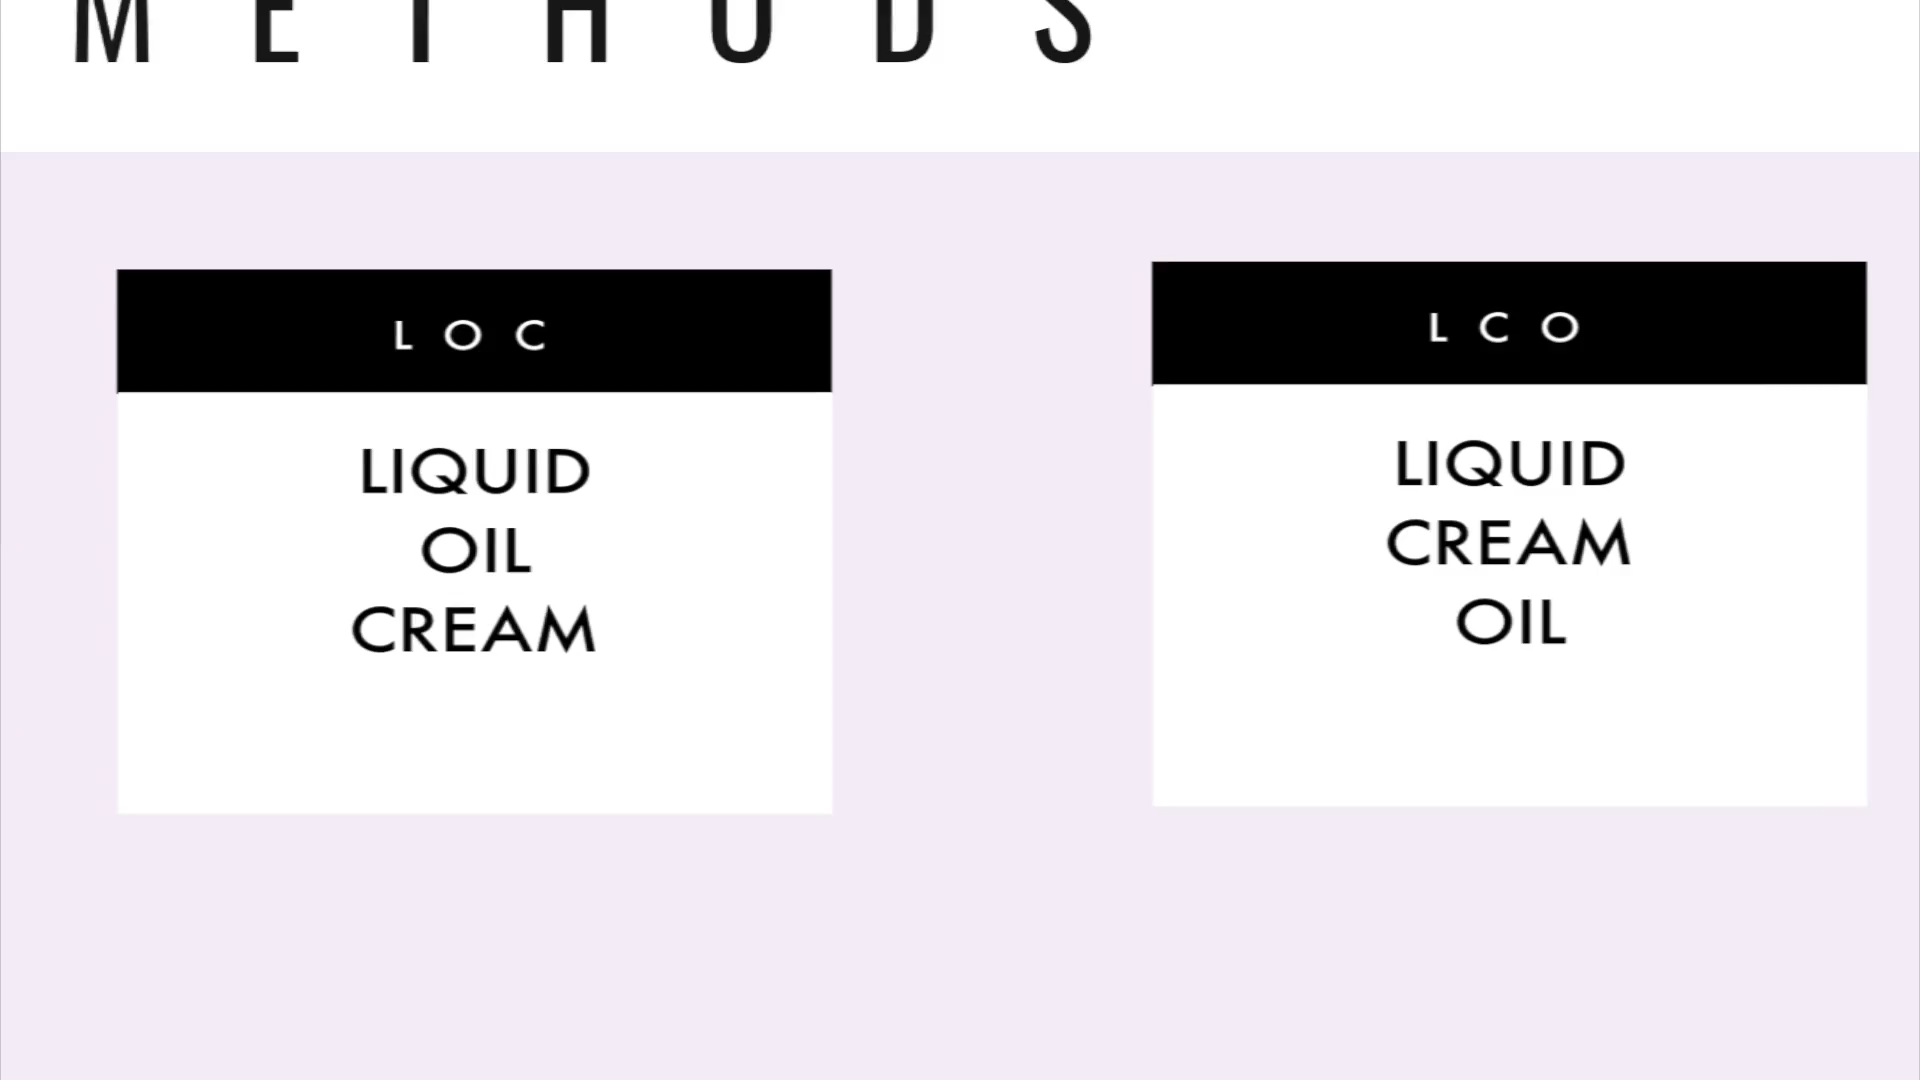 METHODS
LOC
LIQUID
OIL
CREAM
LCO
LIQUID
CREAM
OIL